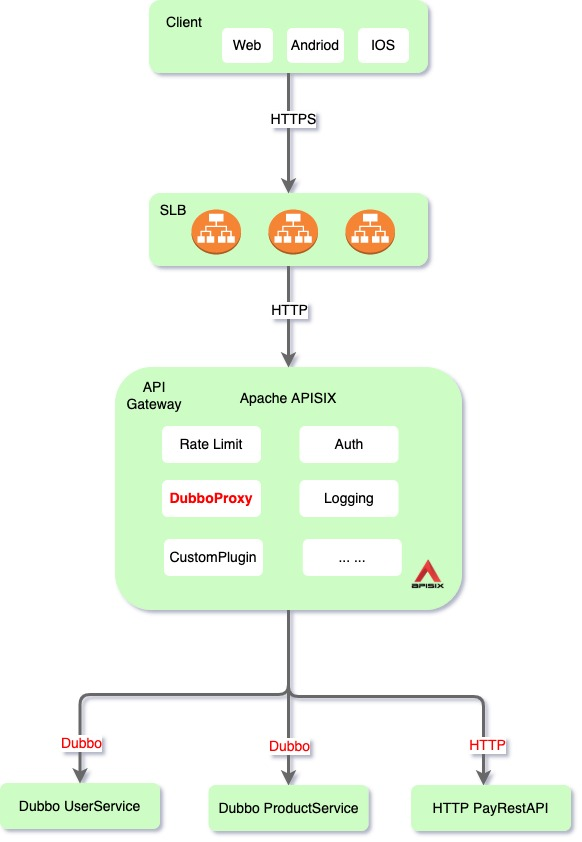 Client
Web
Andriod
IOS
HTTPS
SLB
HTTP
API
Gateway
Apache APISIX
Rate Limit
Auth
DubboProxy
Logging
CustomPlugin
... ...
APISIX
Dubbo
Dubbo
HTTP
Dubbo UserService
Dubbo ProductService
HTTP PayRestAPI